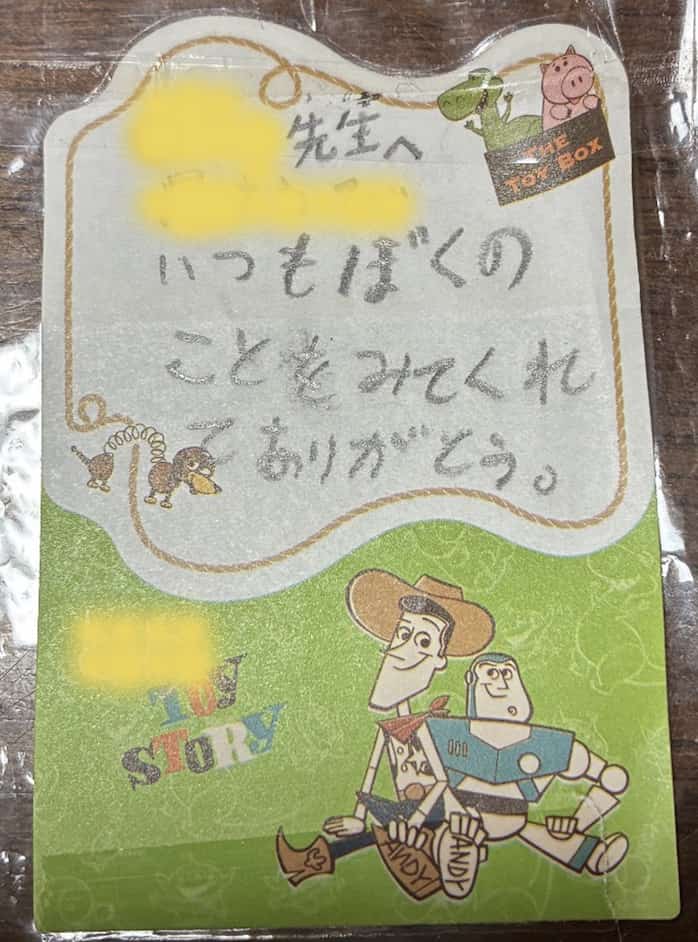 先生へ
THE
TOY BOX
いつもぼくの
ことをみてくれ
てありがとう。
TOY
STORY
ANDY!
ANDY